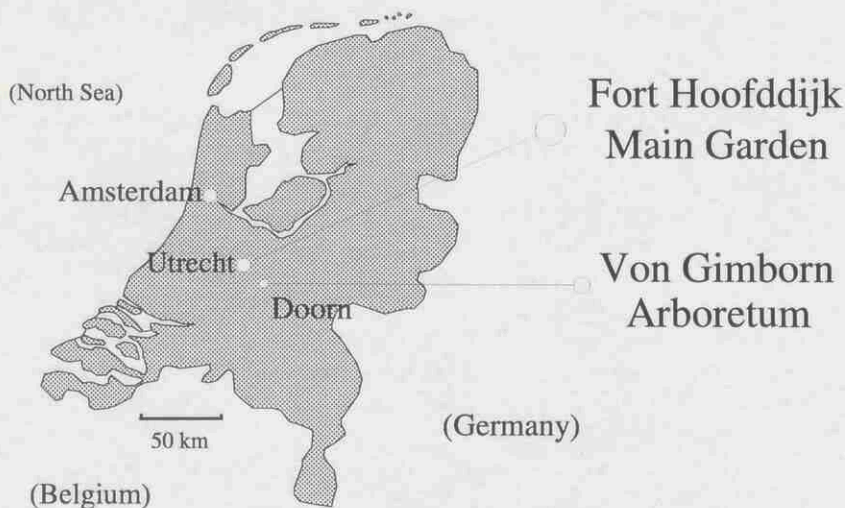 (North Sea)
Fort Hoofddijk
Main Garden
Amsterdam
Utrecht
Von Gimborn
Arboretum
Doorn
50 km
(Germany)
(Belgium)